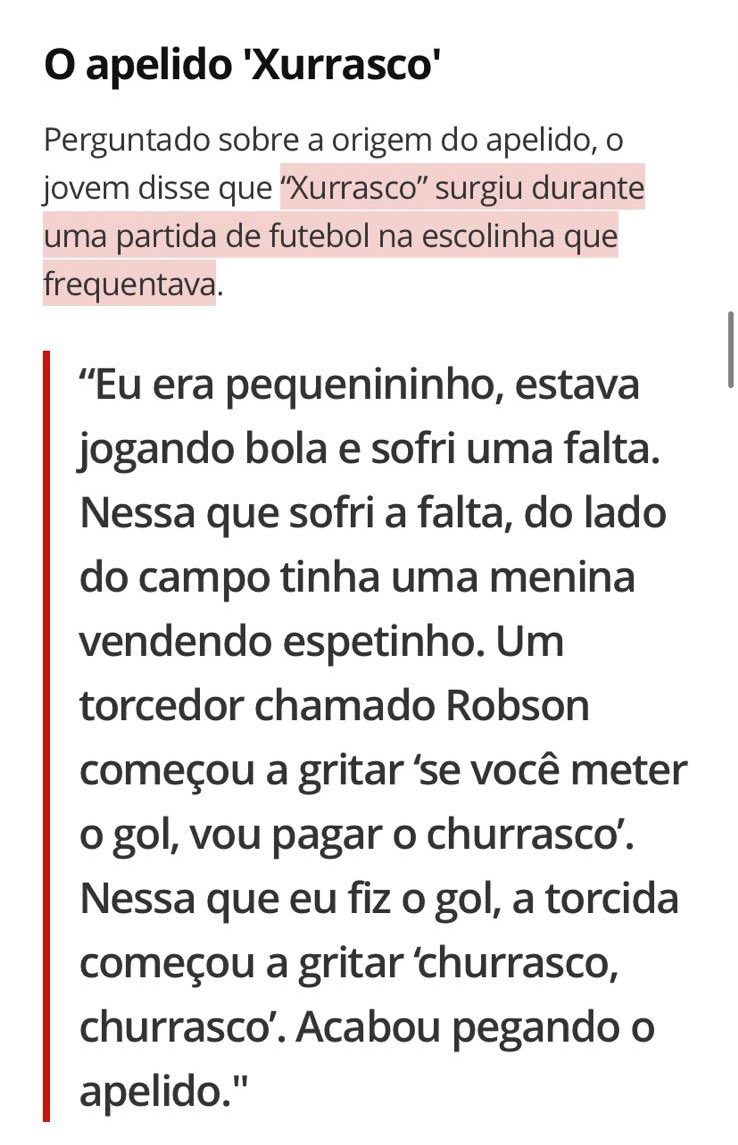 O apelido 'Xurrasco'
Perguntado sobre a origem do apelido, o
jovem disse que “Xurrasco” surgiu durante
uma partida de futebol na escolinha que
frequentava.
“Eu era pequenininho, estava
jogando bola e sofri uma falta.
Nessa que sofri a falta, do lado
do campo tinha uma menina
vendendo espetinho. Um
torcedor chamado Robson
começou a gritar ‘se você meter
o gol, vou pagar o churrasco’.
Nessa que eu fiz o gol, a torcida
começou a gritar ‘churrasco,
churrasco’. Acabou pegando o
apelido."